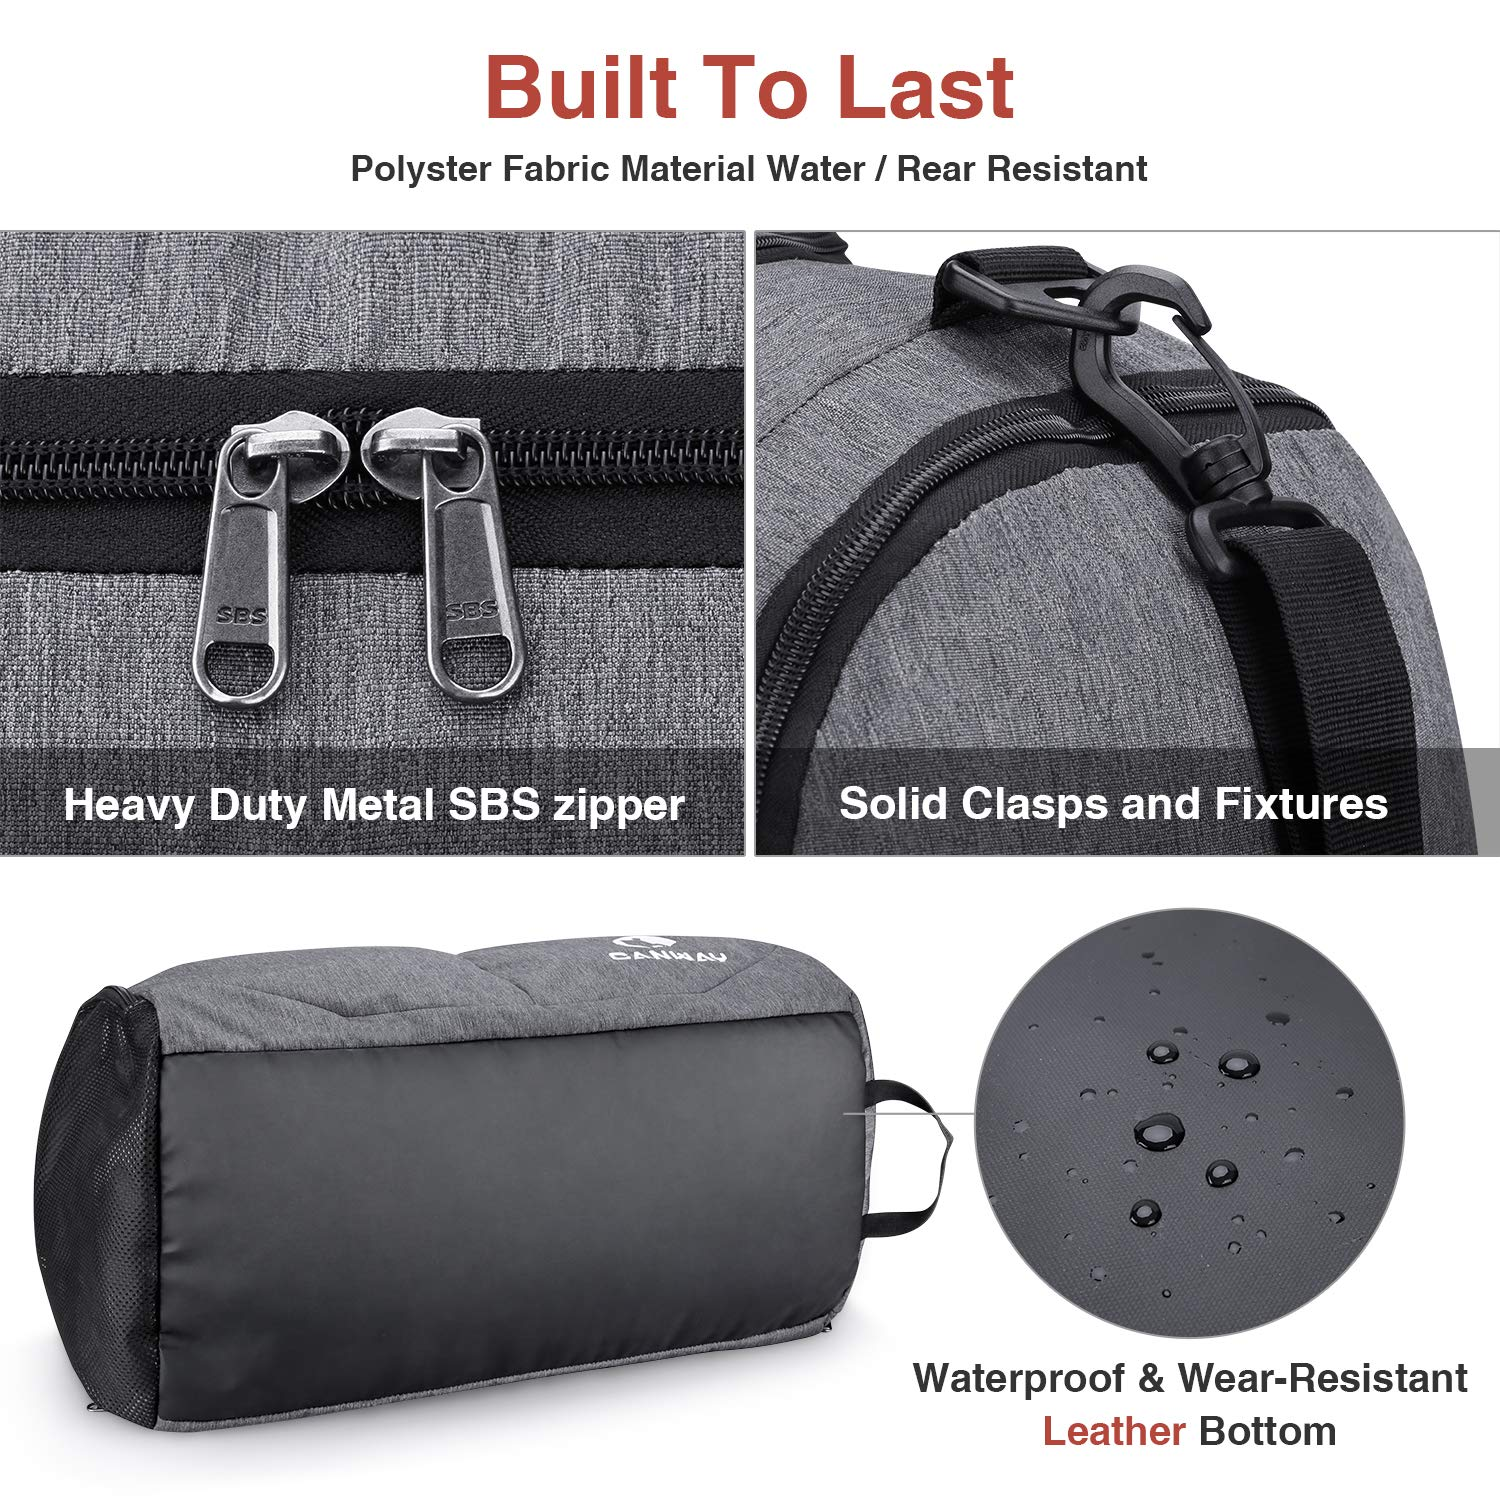 Built To Last
Polyster Fabric Material Water / Rear Resistant
SBS
SBS
Heavy Duty Metal SBS zipper
Solid Clasps and Fixtures
CANWAY
Waterproof & Wear-Resistant
Leather Bottom